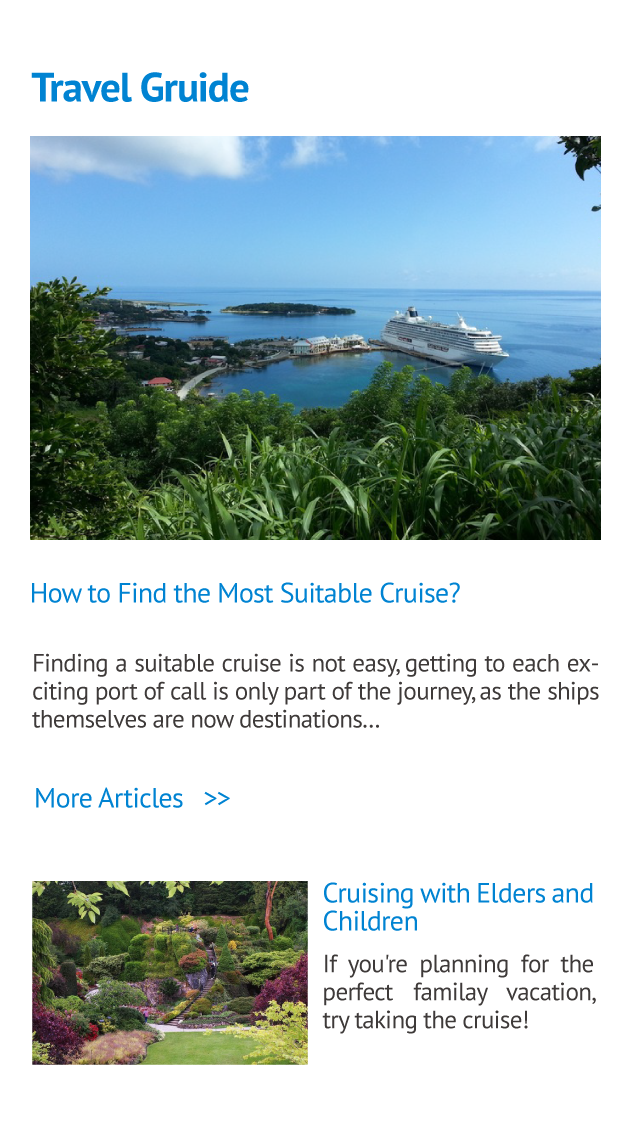 Travel Gruide
How to Find the Most Suitable Cruise?
Finding a suitable cruise is not easy, getting to each ex-
citing port of call is only part of the journey, as the ships
themselves are now destinations...
More Articles >>
Cruising with Elders and
Children
If you're planning for the
perfect familay vacation,
try taking the cruise!